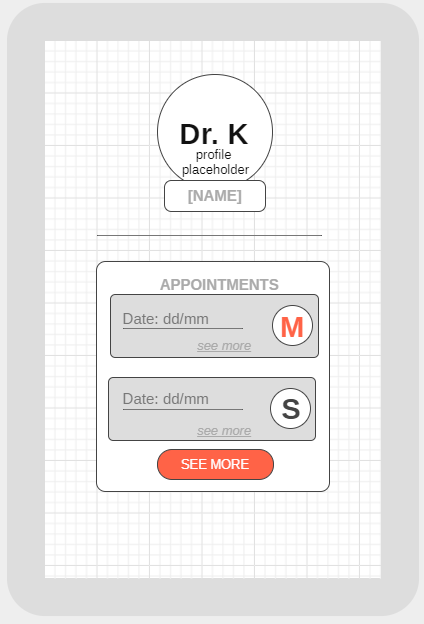 Dr. K
profile
placeholder
[NAME]
APPOINTMENTS
Date: dd/mm
M
see more
Date: dd/mm
S
see more
SEE MORE